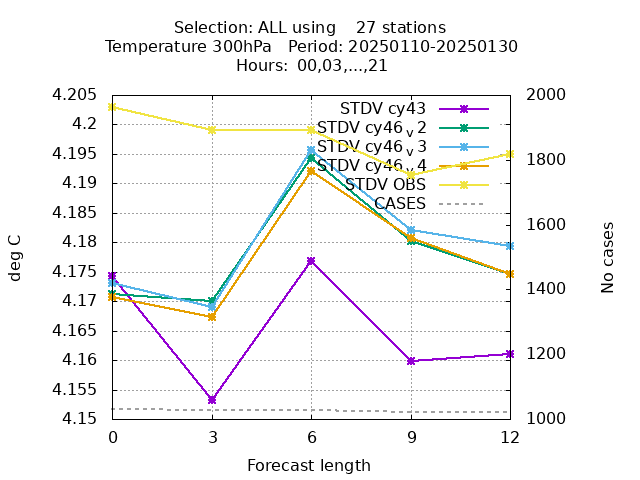 Selection: ALL using    27 stations
Temperature 300hPa   Period: 20250110-20250130
Hours: 00,03,...,21
4.205
4.2
4.195
4.19
4.185
4.18
4.175
4.17
4.165
4.16
4.155
4.15
deg C
STDV cy43
STDV cy46_v2
STDV cy46_v3
STDV cy46_v4
STDV OBS
CASES
2000
1800
1600
1400
1200
1000
No cases
0 3 6 9 12
Forecast length